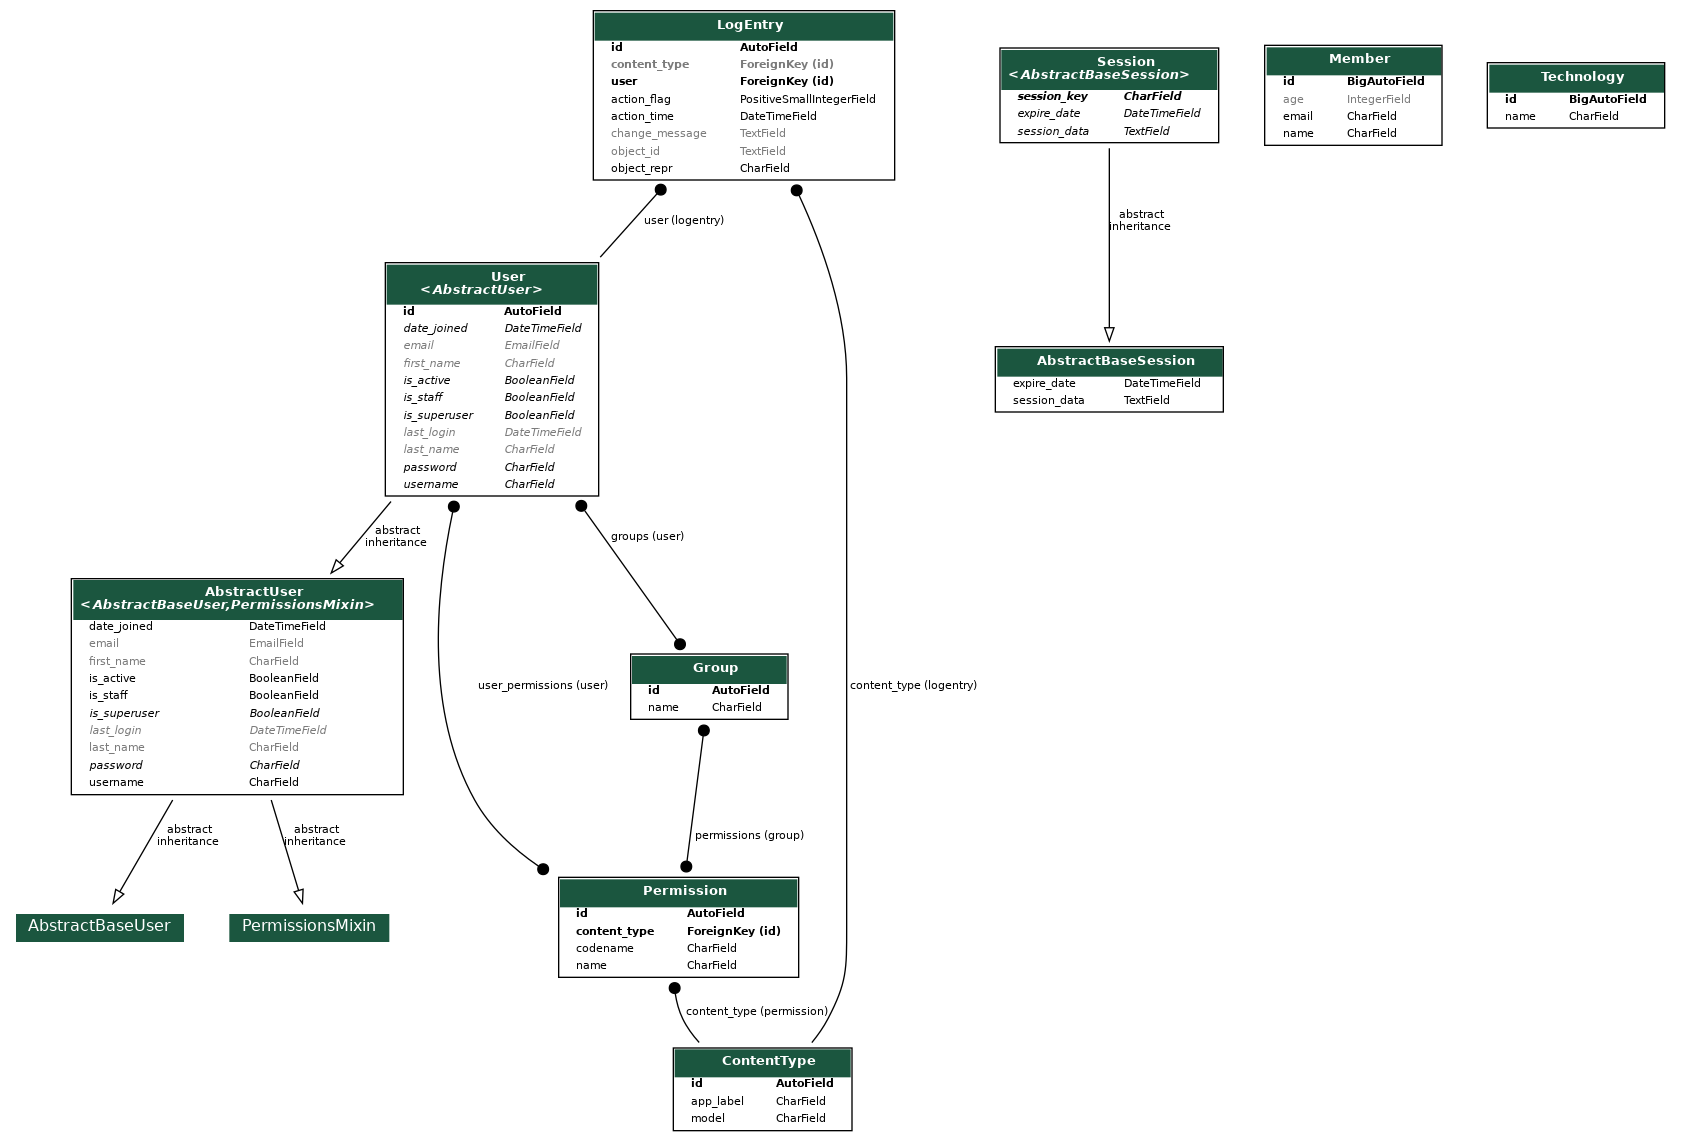 LogEntry
id AutoField
content_type ForeignKey (id)
user ForeignKey (id)
action_flag PositiveSmallIntegerField
action_time DateTimeField
change_message TextField
object_id TextField
object_repr CharField
Session
<AbstractBaseSession>
session_key CharField
expire_date DateTimeField
session_data TextField
Member
id BigAutoField
age IntegerField
email CharField
name CharField
Technology
id BigAutoField
name CharField
user (logentry)
abstract
inheritance
User
<AbstractUser>
id AutoField
date_joined DateTimeField
email EmailField
first_name CharField
is_active BooleanField
is_staff BooleanField
is_superuser BooleanField
last_login DateTimeField
last_name CharField
password CharField
username CharField
AbstractBaseSession
expire_date DateTimeField
session_data TextField
abstract
inheritance
groups (user)
AbstractUser
<AbstractBaseUser,PermissionsMixin>
date_joined DateTimeField
email EmailField
first_name CharField
is_active BooleanField
is_staff BooleanField
is_superuser BooleanField
last_login DateTimeField
last_name CharField
password CharField
username CharField
user_permissions (user)
Group
id AutoField
name CharField
content_type (logentry)
abstract
inheritance
abstract
inheritance
permissions (group)
AbstractBaseUser
PermissionsMixin
Permission
id AutoField
content_type ForeignKey (id)
codename CharField
name CharField
content_type (permission)
ContentType
id AutoField
app_label CharField
model CharField